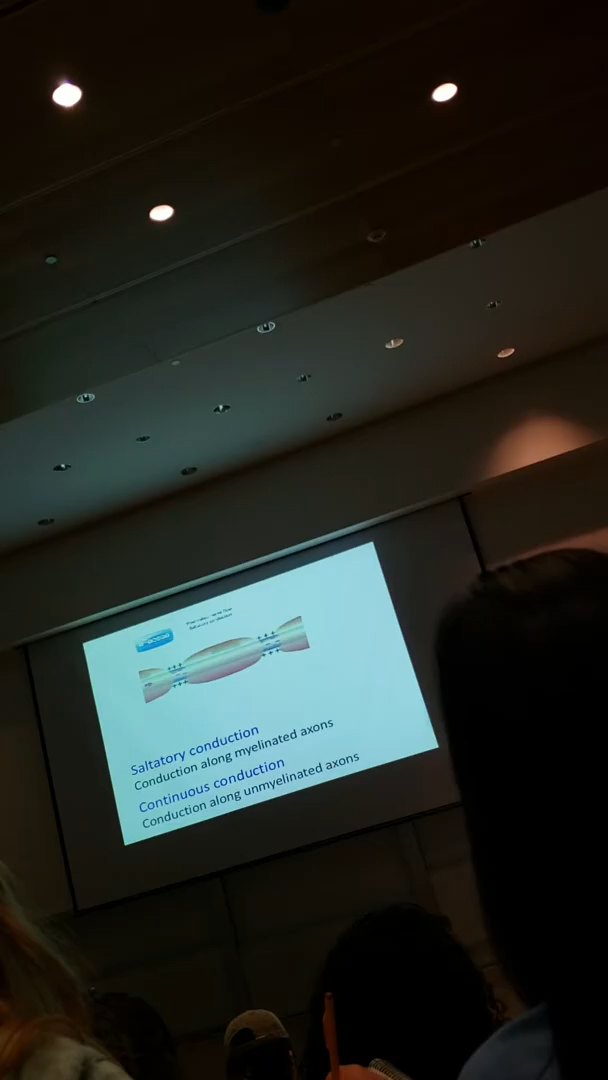 Saltatory conduction
Conduction along myelinated axons
Continuous conduction
Conduction along unmyelinated axons